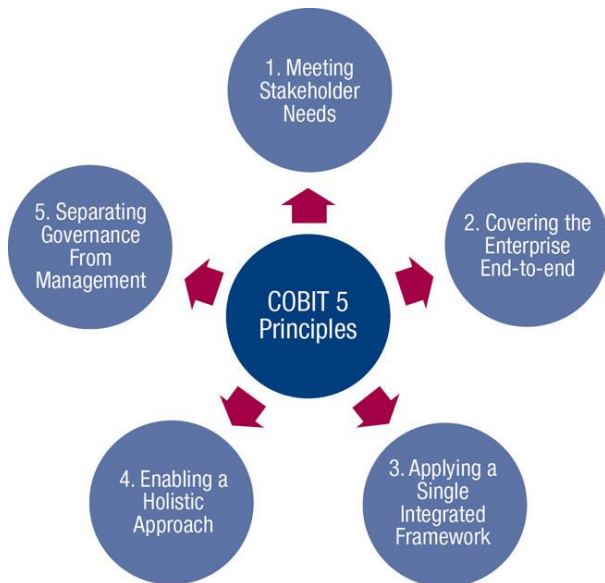 1. Meeting
Stakeholder
Needs
5. Separating
Governance
From
Management
2. Covering the
Enterprise
End-to-end
COBIT 5
Principles
4. Enabling a
Holistic
Approach
3. Applying a
Single
Integrated
Framework